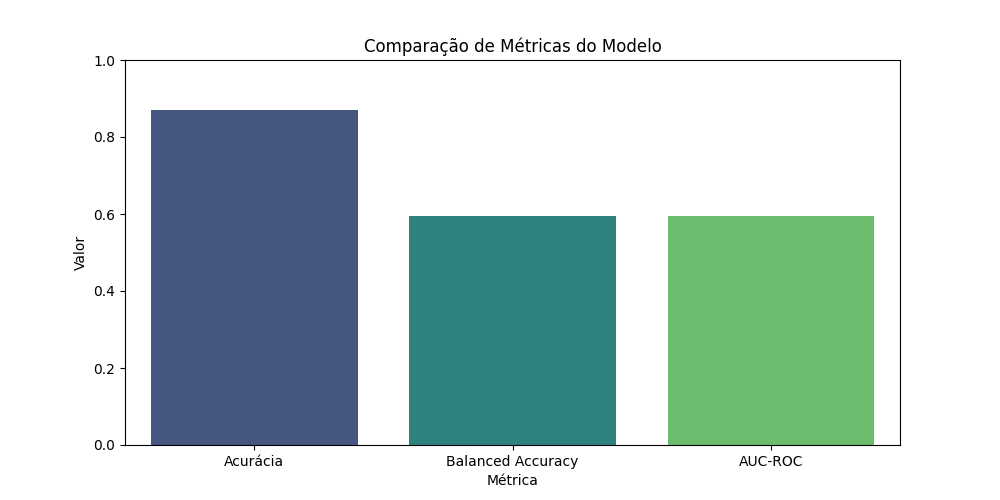 Comparação de Métricas do Modelo
1.0
0.8
0.6
0.4
0.2
0.0
Valor
Acurácia
Balanced Accuracy
AUC-ROC
Métrica